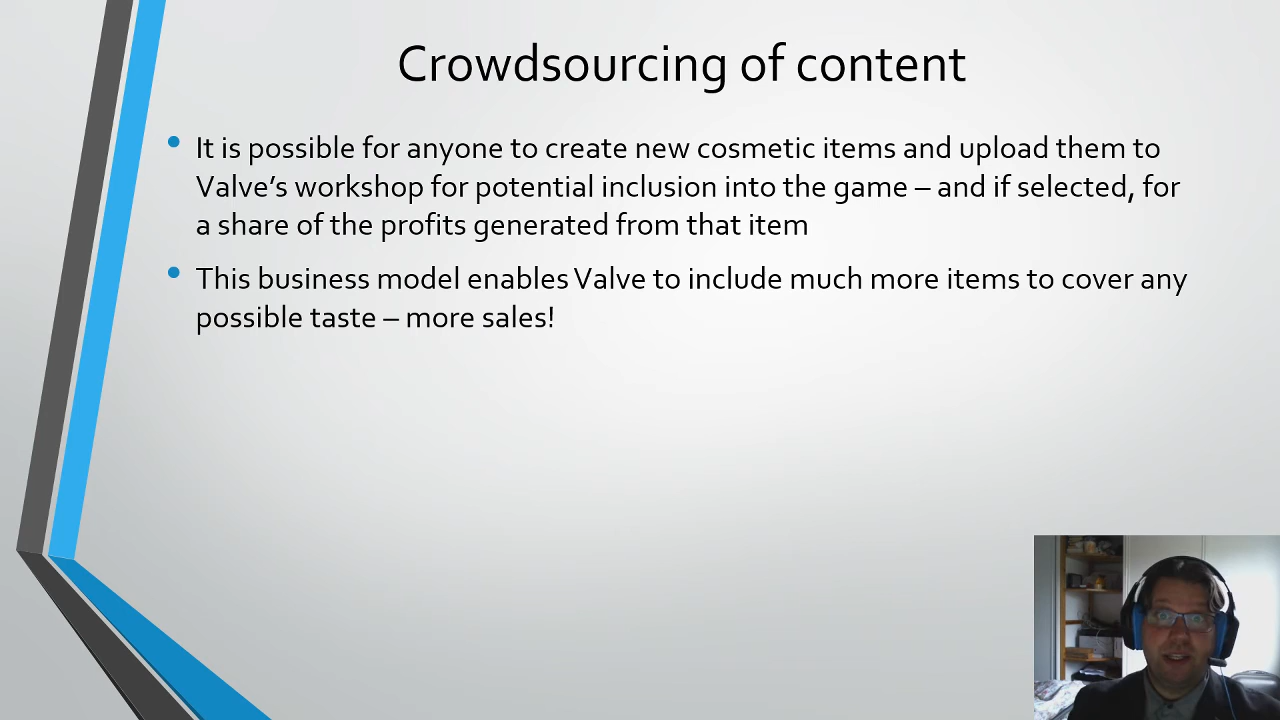 Crowdsourcing of content
• It is possible for anyone to create new cosmetic items and upload them to
Valve’s workshop for potential inclusion into the game – and if selected, for
a share of the profits generated from that item
• This business model enables Valve to include much more items to cover any
possible taste – more sales!